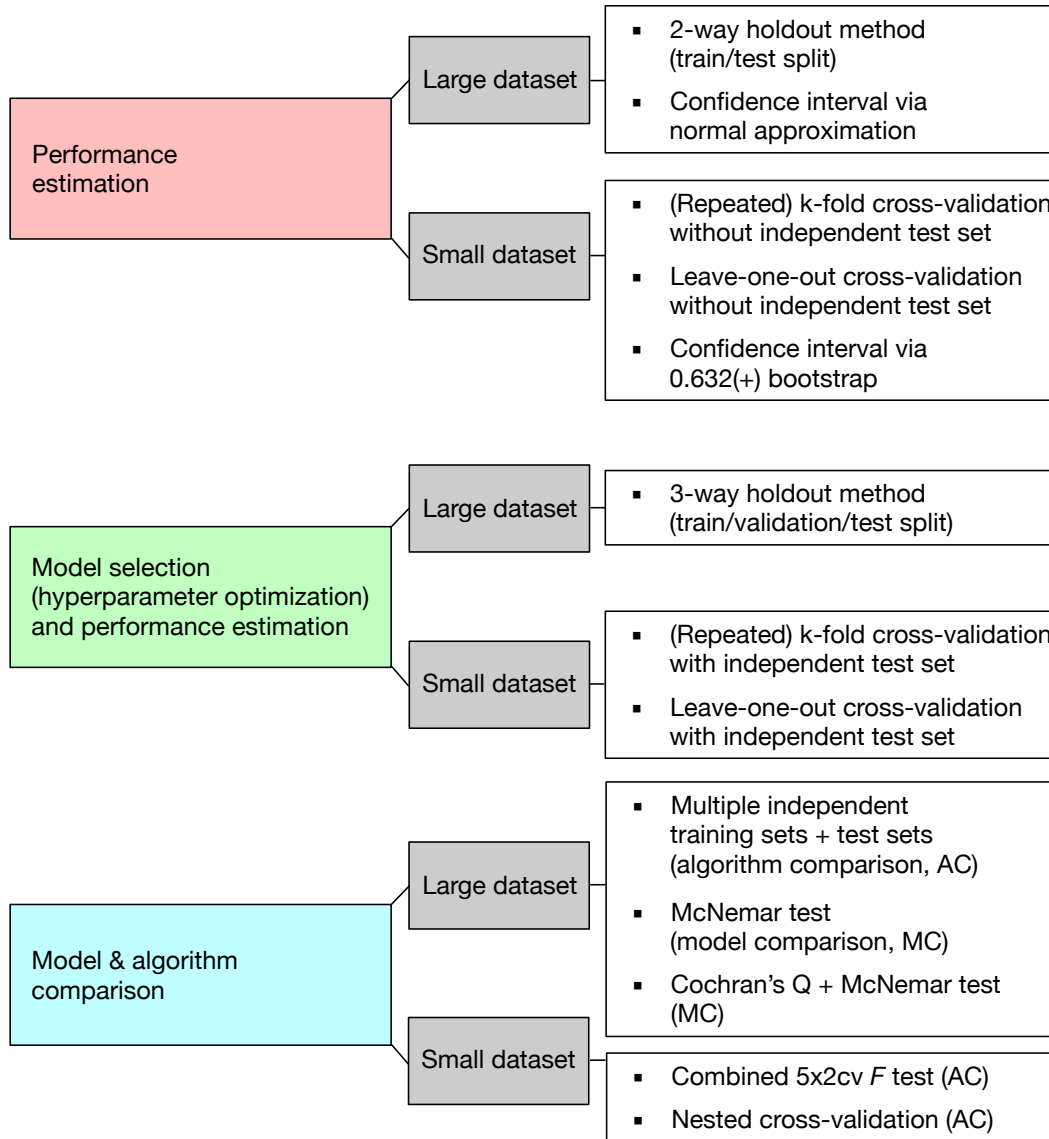 Performance
estimation
Large dataset
▪ 2-way holdout method
(train/test split)
▪ Confidence interval via
normal approximation
Small dataset
▪ (Repeated) k-fold cross-validation
without independent test set
▪ Leave-one-out cross-validation
without independent test set
▪ Confidence interval via
0.632(+) bootstrap
Model selection
(hyperparameter optimization)
and performance estimation
Large dataset
▪ 3-way holdout method
(train/validation/test split)
Small dataset
▪ (Repeated) k-fold cross-validation
with independent test set
▪ Leave-one-out cross-validation
with independent test set
Model & algorithm
comparison
Large dataset
▪ Multiple independent
training sets + test sets
(algorithm comparison, AC)
▪ McNemar test
(model comparison, MC)
▪ Cochran’s Q + McNemar test
(MC)
Small dataset
▪ Combined 5x2cv F test (AC)
▪ Nested cross-validation (AC)